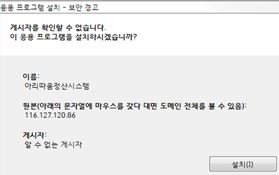 응용 프로그램 설치 - 보안 경고
게시자를 확인할 수 없습니다.
이 응용 프로그램을 설치하시겠습니까?
이름:
아리따움정산시스템
원본(아래의 문자열에 마우스를 갖다 대면 도메인 전체를 볼 수 있음):
116.127.120.86
게시자:
알 수 없는 게시자
설치(I)